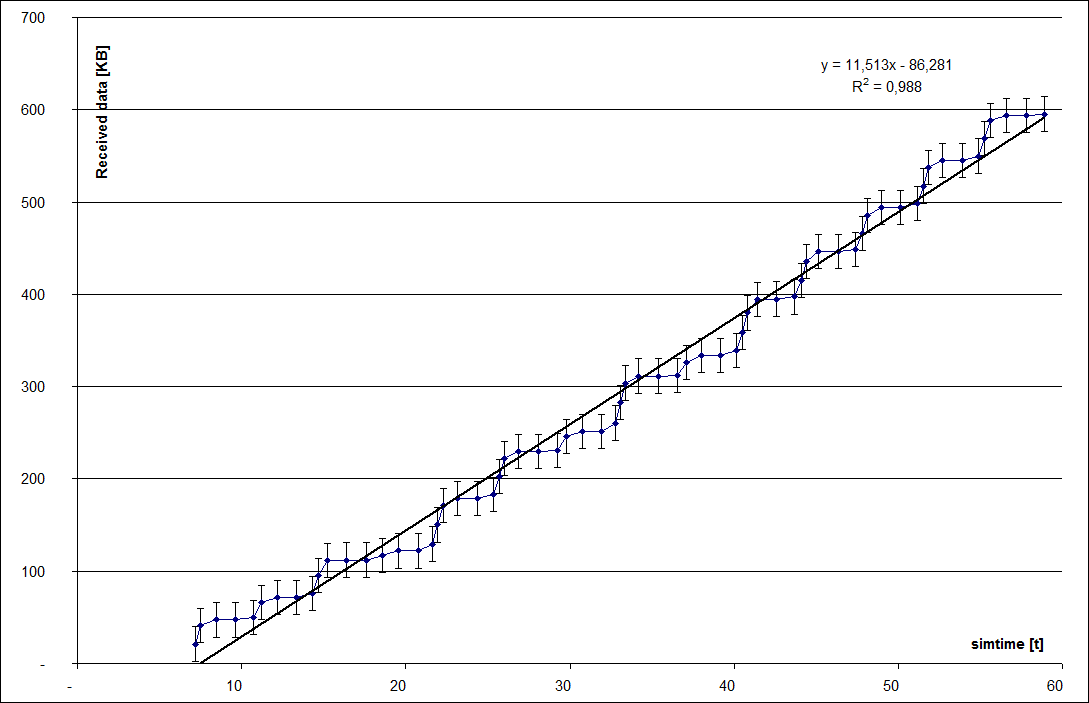 700
600
500
400
300
200
100
-
Received data [KB]
y = 11,513x - 86,281
R² = 0,988
simtime [t]
- 10 20 30 40 50 60